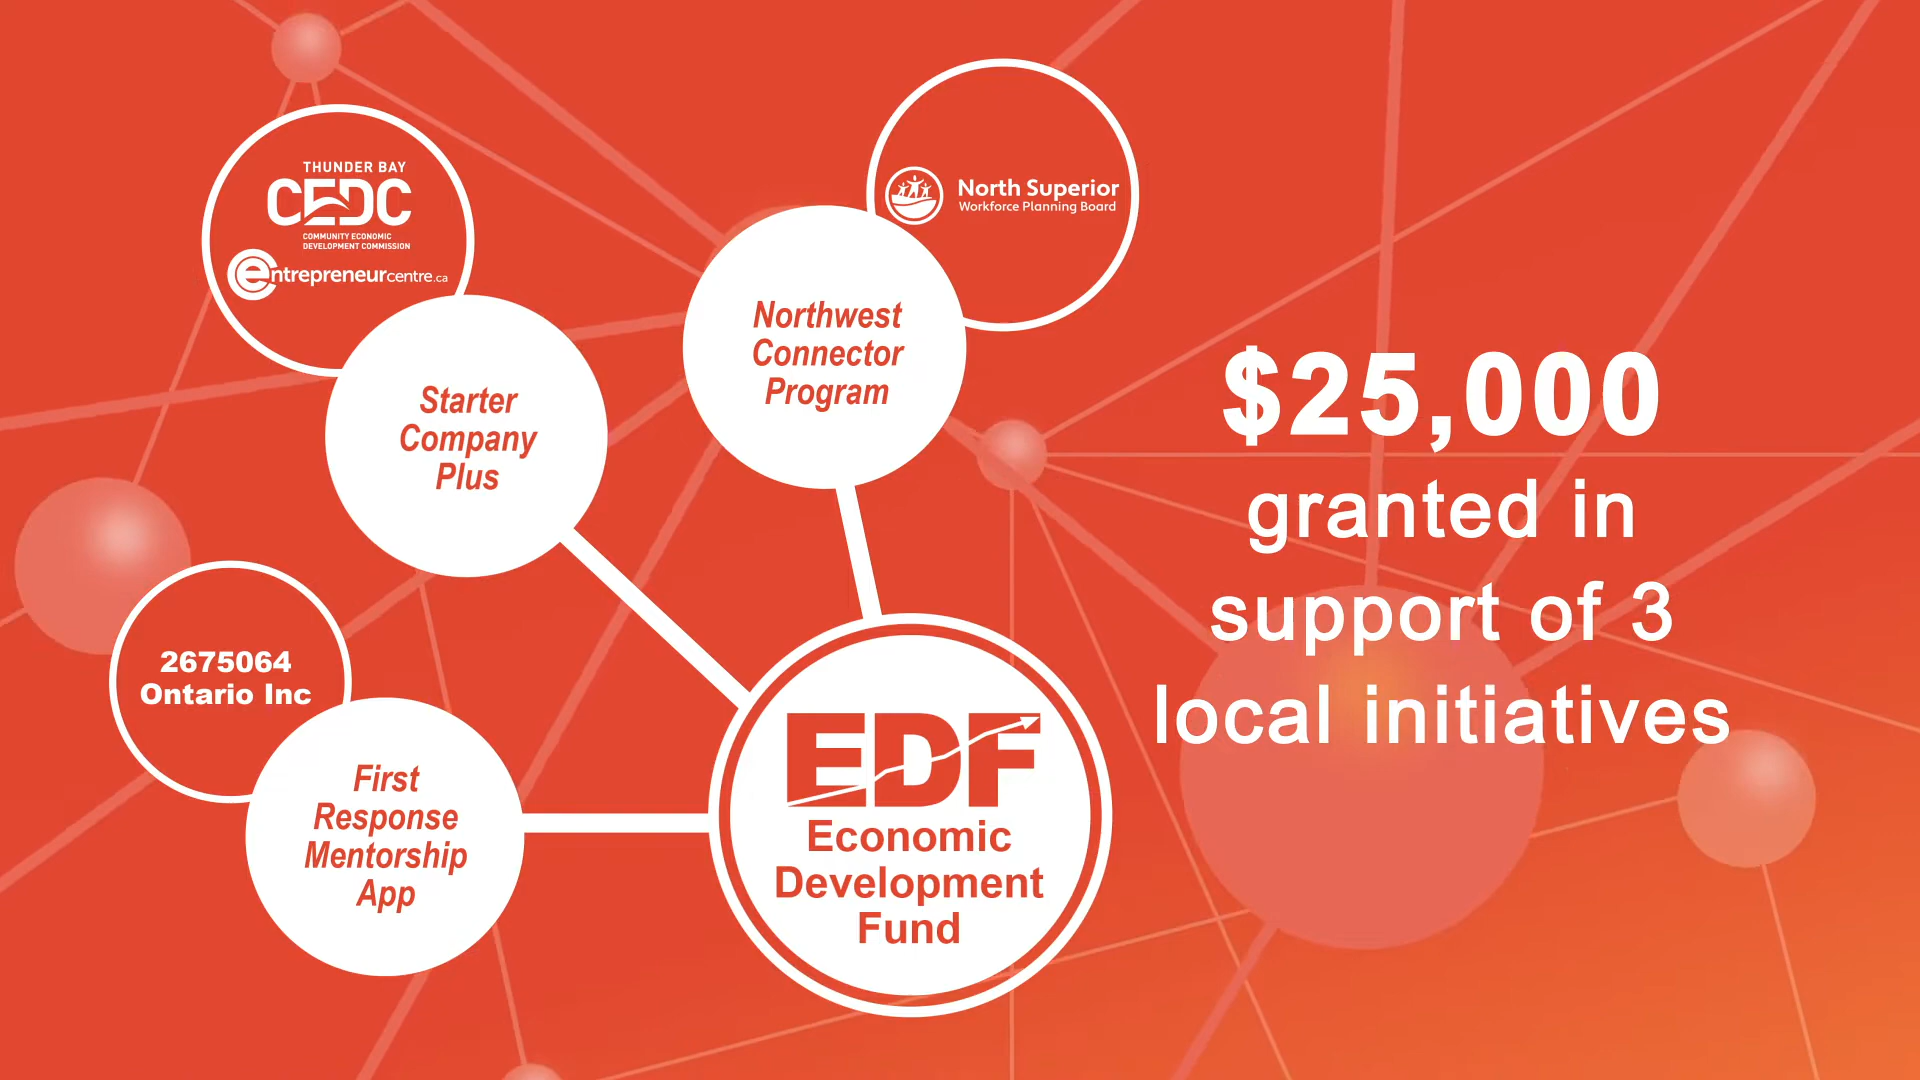 THUNDER BAY
CEDC
COMMUNITY ECONOMIC
DEVELOPMENT COMMISSION
entrepreneurcentre.ca
Starter
Company
Plus
North Superior
Workforce Planning Board
Northwest
Connector
Program
2675064
Ontario Inc
First
Response
Mentorship
App
EDF
Economic
Development
Fund
$25,000
granted in
support of 3
local initiatives